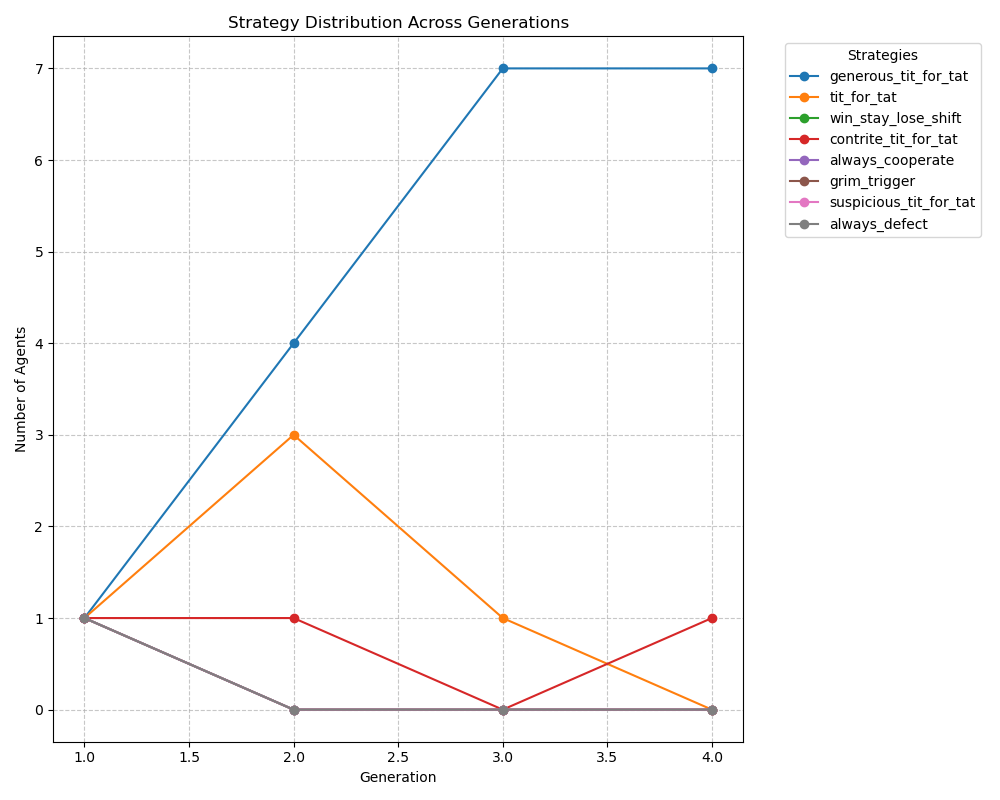 Strategy Distribution Across Generations
Strategies
generous_tit_for_tat
tit_for_tat
win_stay_lose_shift
contrite_tit_for_tat
always_cooperate
grim_trigger
suspicious_tit_for_tat
always_defect
Number of Agents
7
6
5
4
3
2
1
0
1.0 1.5 2.0 2.5 3.0 3.5 4.0
Generation